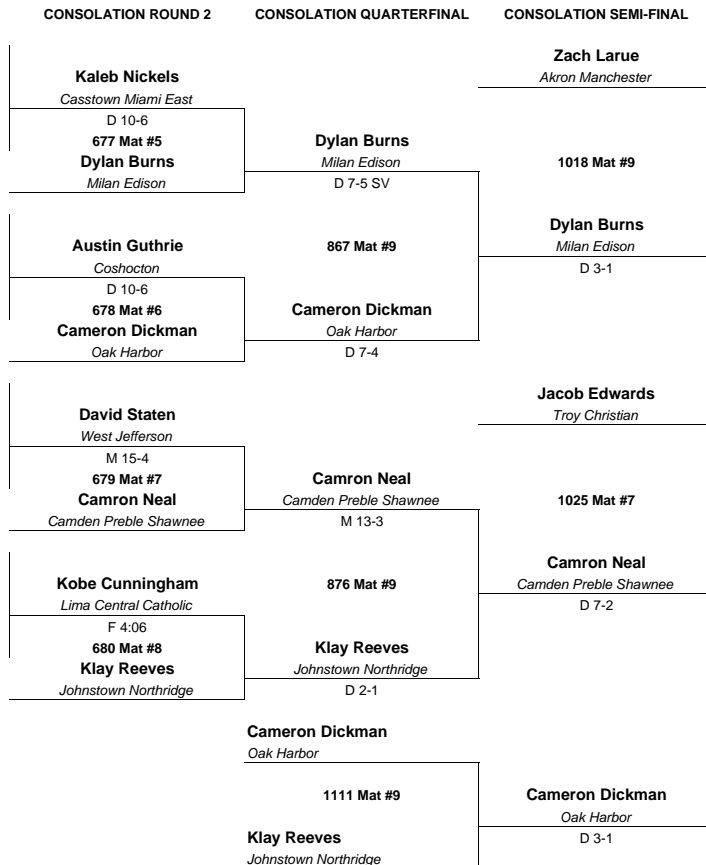 CONSOLATION ROUND 2
CONSOLATION QUARTERFINAL
CONSOLATION SEMI-FINAL
Kaleb Nickels
Casstown Miami East
D 10-6
677 Mat #5
Dylan Burns
Milan Edison
Austin Guthrie
Coshocton
D 10-6
678 Mat #6
Cameron Dickman
Oak Harbor
David Staten
West Jefferson
M 15-4
679 Mat #7
Camron Neal
Camden Preble Shawnee
Kobe Cunningham
Lima Central Catholic
F 4:06
680 Mat #8
Klay Reeves
Johnstown Northridge
Dylan Burns
Milan Edison
D 7-5 SV
867 Mat #9
Cameron Dickman
Oak Harbor
D 7-4
Camron Neal
Camden Preble Shawnee
M 13-3
876 Mat #9
Klay Reeves
Johnstown Northridge
D 2-1
Zach Larue
Akron Manchester
1018 Mat #9
Dylan Burns
Milan Edison
D 3-1
Jacob Edwards
Troy Christian
1025 Mat #7
Camron Neal
Camden Preble Shawnee
D 7-2
Cameron Dickman
Oak Harbor
1111 Mat #9
Klay Reeves
Johnstown Northridge
Cameron Dickman
Oak Harbor
D 3-1